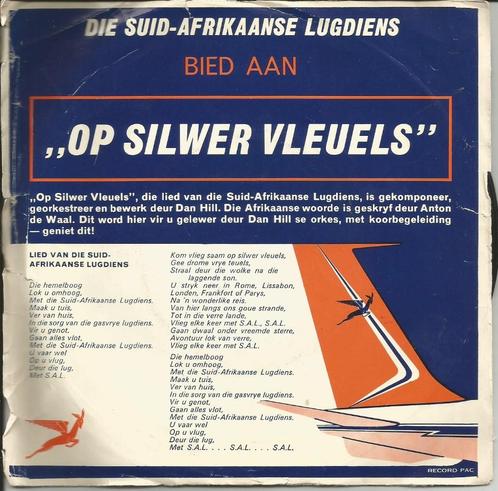 DIE SUID-AFRIKAANSE LUGDIENS
BIED AAN
„OP SILWER VLEUELS”
„Op Silwer Vleuels”, die lied van die Suid-Afrikaanse Lugdiens, is gekomponeer,
georkestreer en bewerk deur Dan Hill. Die Afrikaanse woorde is geskryf deur Anton
de Waal. Dit word hier vir u gelewer deur Dan Hill se orkes, met koorbegeleiding
— geniet dit!
LIED VAN DIE SUID-
AFRIKAANSE LUGDIENS
Die hemelboog
Lok u omhoog,
Met die Suid-Afrikaanse Lugdiens.
Maak u tuis,
Ver van huis,
In die sorg van die gasvrye lugdiens.
Vir u genot,
Gaan alles vlot,
Met die Suid-Afrikaanse Lugdiens.
U vaar wel
Op u vlug,
Deur die lug,
Met S.A.L.
Kom vlieg saam op silwer vleuels,
Gee drome vrye teuels,
Straal deur die wolke na die
laggende son.
U stryk neer in Rome, Lissabon,
Londen, Frankfort of Parys,
Na 'n wonderlike reis.
Van hier langs ons goue strande,
Tot in die verre lande,
Vlieg elke keer met S.A.L., S.A.L.
Gaan dwaal onder vreemde sterre,
Avontuur lok van verre,
Vlieg elke keer met S.A.L.
Die hemelboog
Lok u omhoog,
Met die Suid-Afrikaanse Lugdiens.
Maak u tuis,
Ver van huis,
In die sorg van die gasvrye lugdiens.
Vir u genot,
Gaan alles vlot,
Met die Suid-Afrikaanse Lugdiens.
U vaar wel
Op u vlug,
Deur die lug,
Met S.A.L. . . . S.A.L. . . . S.A.L,
RECORD PAC